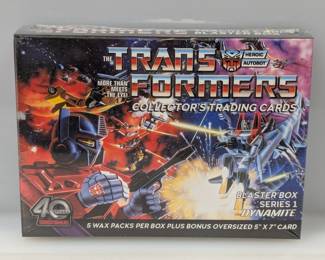 THE TRANS HEROIC AUTOBOT
MORE THAN MEETS THE EYE! FORMERS
COLLECTOR'S TRADING CARDS
40
BLASTER BOX
SERIES 1
DYNAMITE
5 WAX PACKS PER BOX PLUS BONUS OVERSIZED 5" X 7" CARD